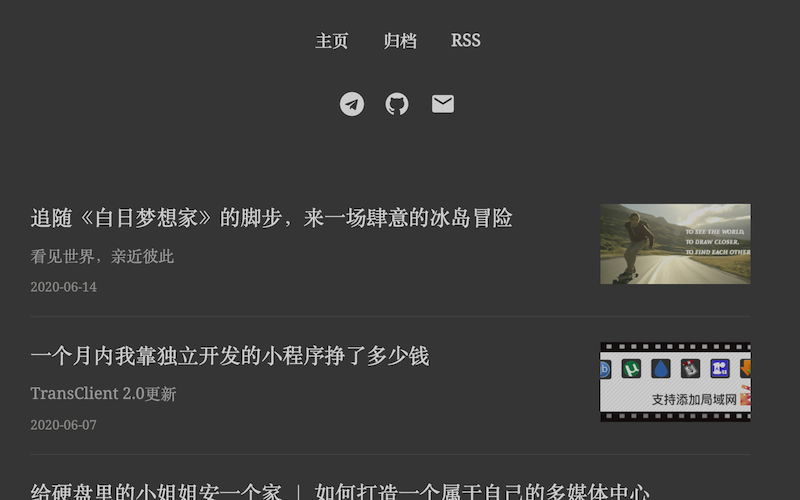 主页 归档 RSS
追随《白日梦想家》的脚步，来一场肆意的冰岛冒险
看见世界，亲近彼此
2020-06-14
TO SEE THE WORLD,
TO DRAW CLOSER,
TO FIND EACH OTHER
一个月内我靠独立开发的小程序挣了多少钱
TransClient 2.0更新
2020-06-07
支持添加局域网
给硬盘里的小姐姐安一个家 | 如何打造一个属于自己的多媒体中心